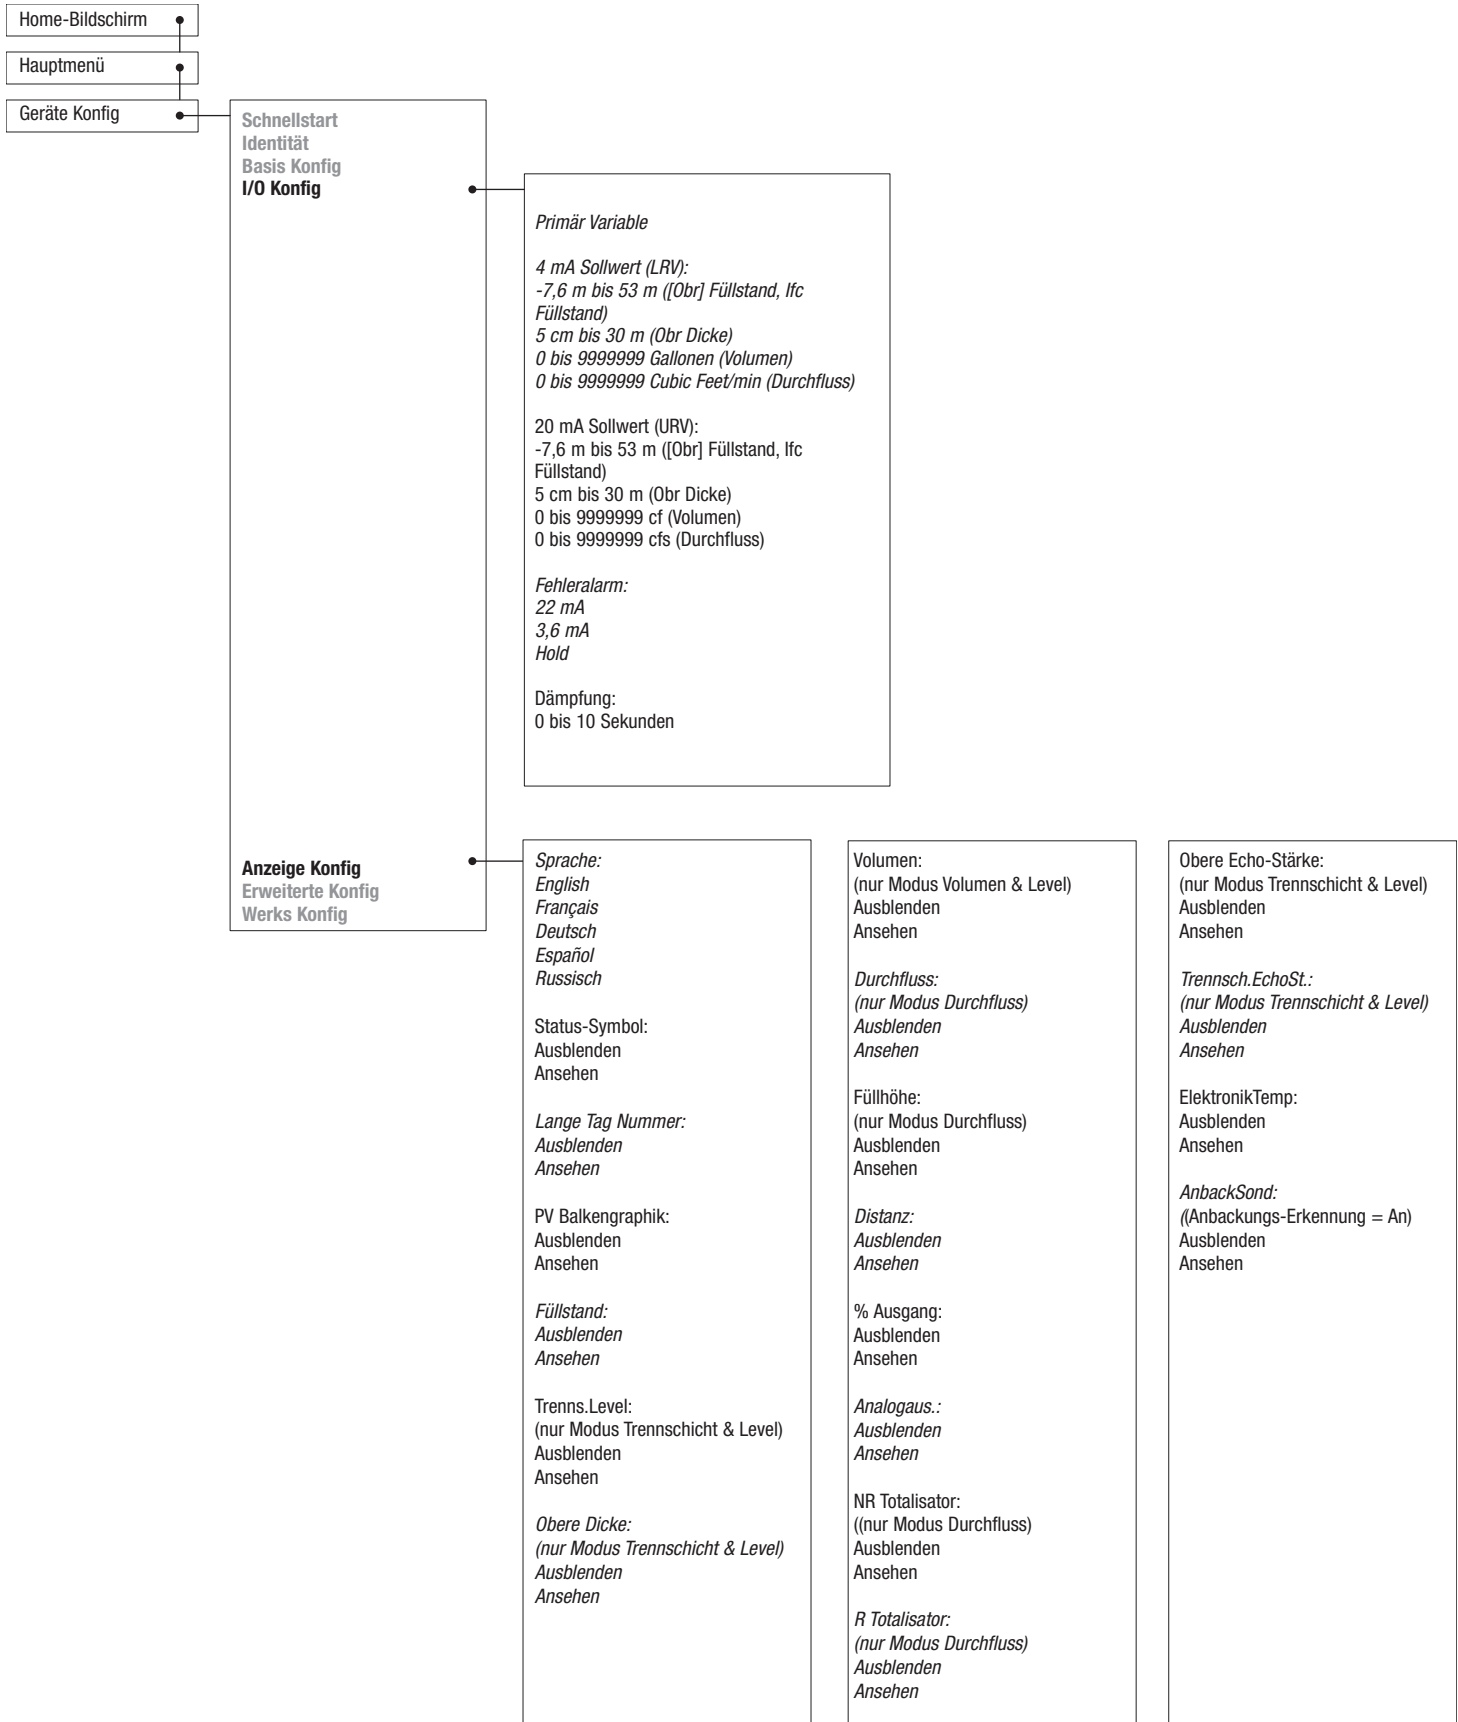 Home-Bildschirm
Hauptmenü
Geräte Konfig
Schnellstart
Identität
Basis Konfig
I/O Konfig
Primär Variable
4 mA Sollwert (LRV):
-7,6 m bis 53 m ([Obr] Füllstand, Ifc
Füllstand)
5 cm bis 30 m (Obr Dicke)
0 bis 9999999 Gallonen (Volumen)
0 bis 9999999 Cubic Feet/min (Durchfluss)
20 mA Sollwert (URV):
-7,6 m bis 53 m ([Obr] Füllstand, Ifc
Füllstand)
5 cm bis 30 m (Obr Dicke)
0 bis 9999999 cf (Volumen)
0 bis 9999999 cfs (Durchfluss)
Fehleralarm:
22 mA
3,6 mA
Hold
Dämpfung:
0 bis 10 Sekunden
Anzeige Konfig
Erweiterte Konfig
Werks Konfig
Sprache:
English
Français
Deutsch
Español
Russisch
Status-Symbol:
Ausblenden
Ansehen
Lange Tag Nummer:
Ausblenden
Ansehen
PV Balkengraphik:
Ausblenden
Ansehen
Füllstand:
Ausblenden
Ansehen
Trenns.Level:
(nur Modus Trennschicht & Level)
Ausblenden
Ansehen
Obere Dicke:
(nur Modus Trennschicht & Level)
Ausblenden
Ansehen
Volumen:
(nur Modus Volumen & Level)
Ausblenden
Ansehen
Durchfluss:
(nur Modus Durchfluss)
Ausblenden
Ansehen
Füllhöhe:
(nur Modus Durchfluss)
Ausblenden
Ansehen
Distanz:
Ausblenden
Ansehen
% Ausgang:
Ausblenden
Ansehen
Analogaus.:
Ausblenden
Ansehen
NR Totalisator:
((nur Modus Durchfluss)
Ausblenden
Ansehen
R Totalisator:
(nur Modus Durchfluss)
Ausblenden
Ansehen
Obere Echo-Stärke:
(nur Modus Trennschicht & Level)
Ausblenden
Ansehen
Trennsch.EchoSt.:
(nur Modus Trennschicht & Level)
Ausblenden
Ansehen
ElektronikTemp:
Ausblenden
Ansehen
AnbackSond:
((Anbackungs-Erkennung = An)
Ausblenden
Ansehen